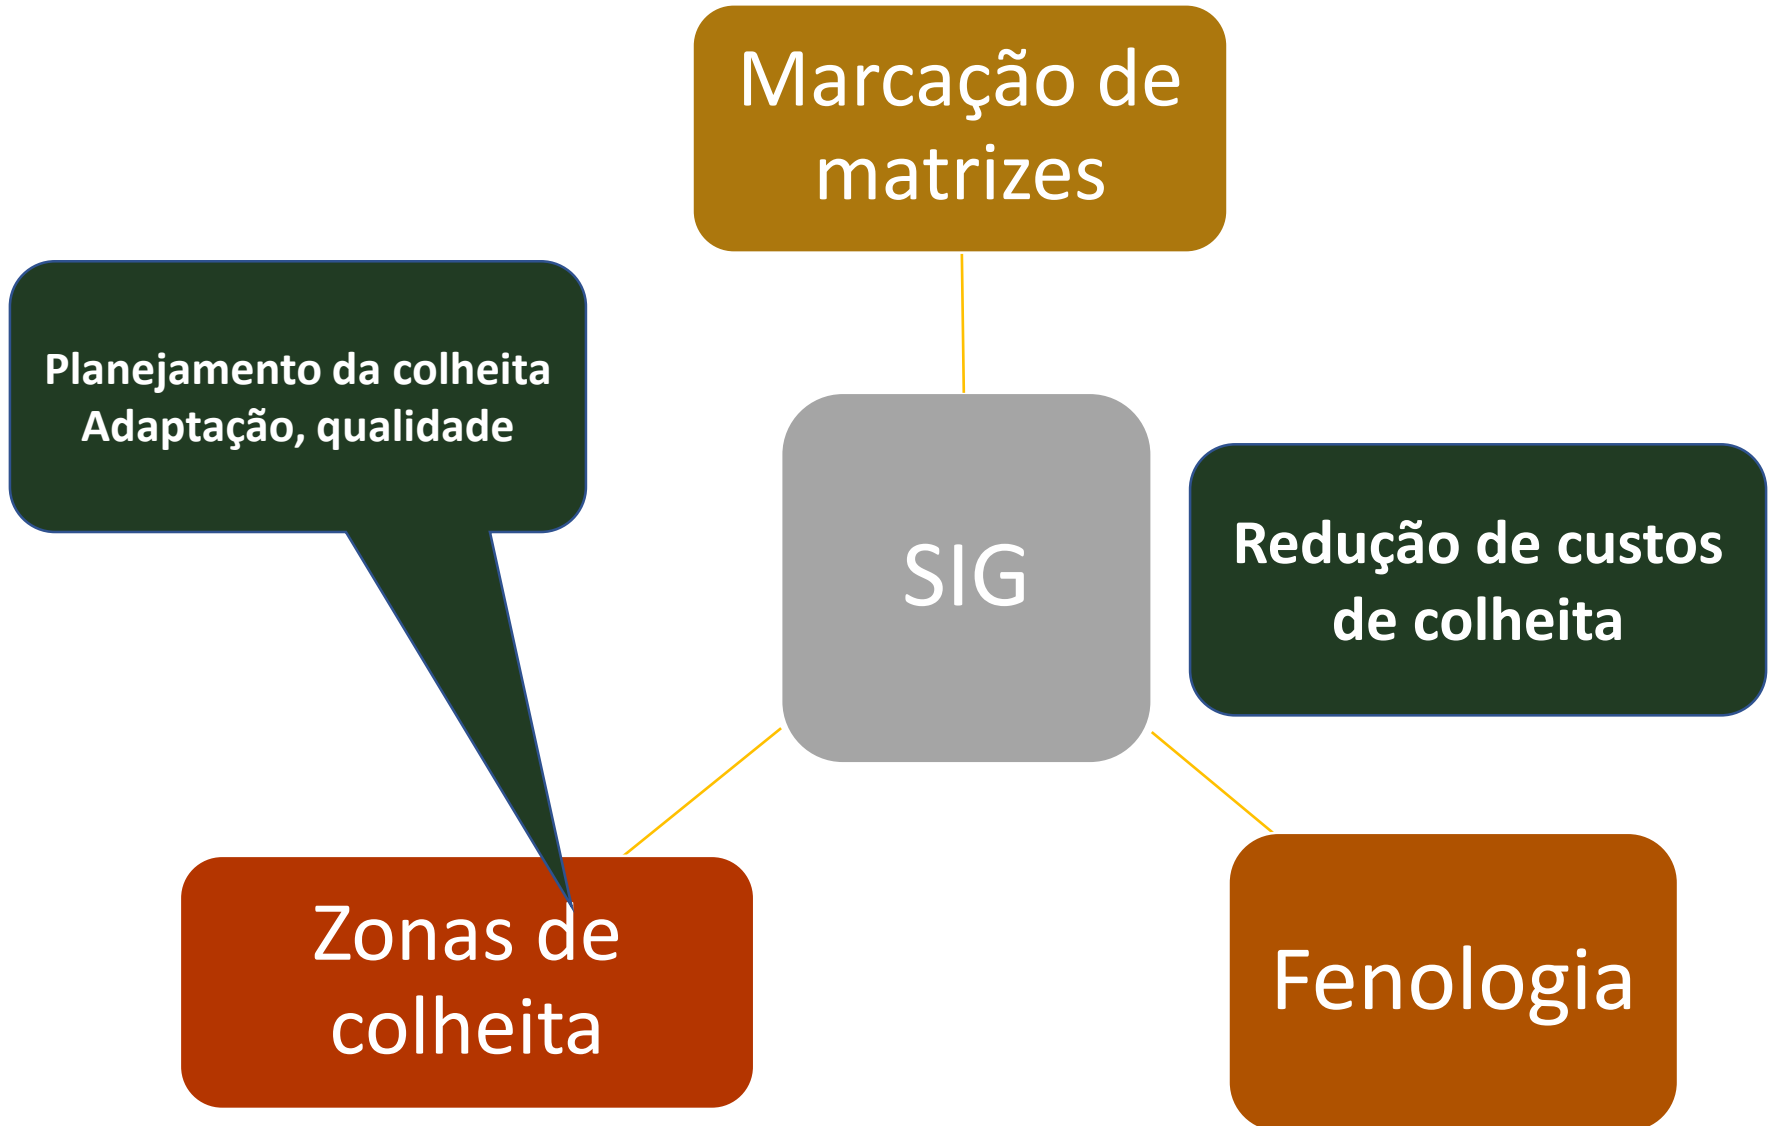 Marcação de
matrizes
Planejamento da colheita
Adaptação, qualidade
SIG
Redução de custos
de colheita
Zonas de
colheita
Fenologia